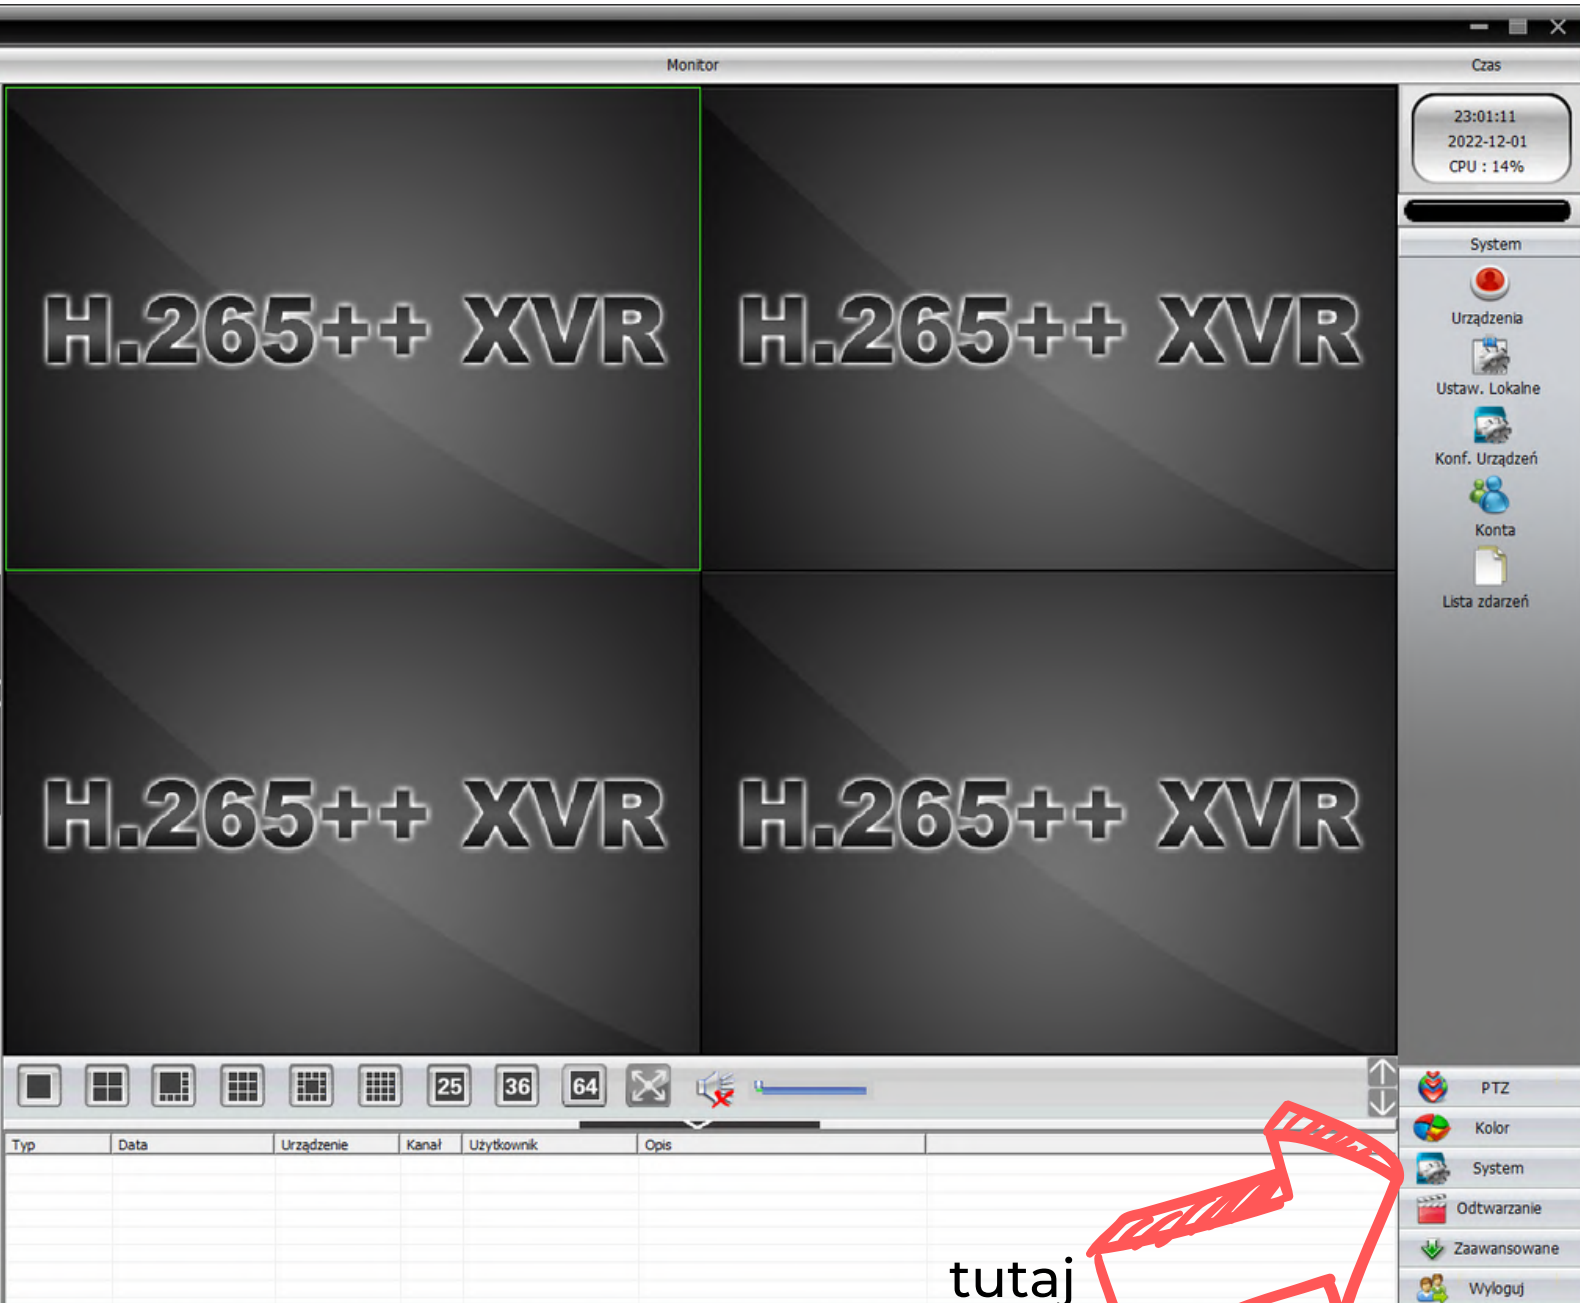 Monitor
Czas
23:01:11
2022-12-01
CPU : 14%
System
Urządzenia
Ustaw. Lokalne
Konf. Urządzeń
Konta
Lista zdarzeń
H.265++ XVR
H.265++ XVR
H.265++ XVR
H.265++ XVR
25
36
64
Typ
Data
Urządzenie
Kanał
Użytkownik
Opis
PTZ
Kolor
System
Odtwarzanie
Zaawansowane
Wyloguj
tutaj